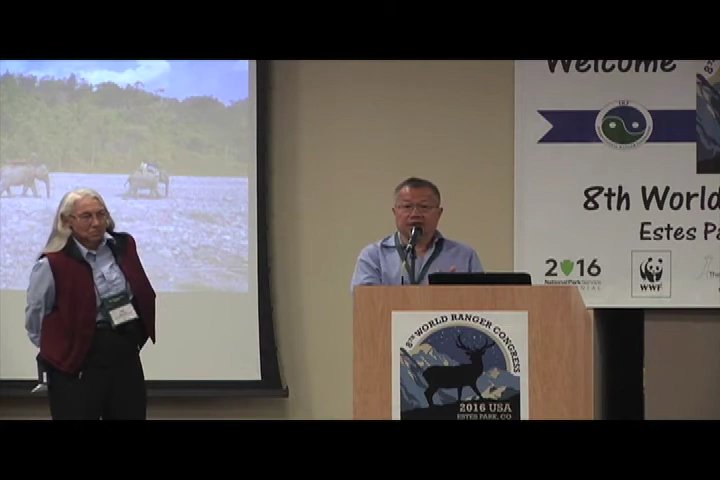 Welcome
8th World
Estes Pa
2016
National Park Service
WWF
8TH WORLD RANGER CONGRESS
2016 USA
ESTES PARK, CO